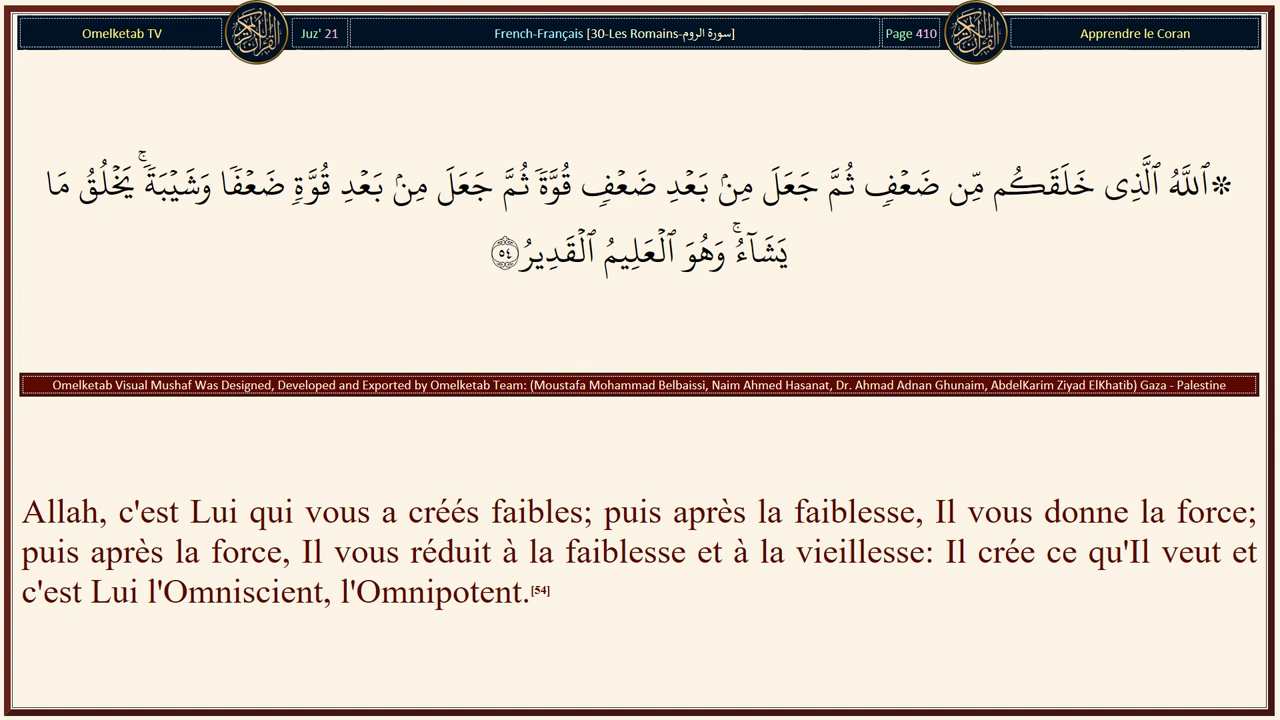 Omelketab TV
Juz' 21
French-Français [30-Les Romains-سورة الروم]
Page 410
Apprendre le Coran
۞ٱللَّهُ ٱلَّذِى خَلَقَكُم مِّن ضَعۡفٖ ثُمَّ جَعَلَ مِنۢ بَعۡدِ ضَعۡفٖ قُوَّةٗ ثُمَّ جَعَلَ مِنۢ بَعۡدِ قُوَّةٖ ضَعۡفٗا وَشَيۡبَةٗۚ يَخۡلُقُ مَا
يَشَآءُۚ وَهُوَ ٱلۡعَلِيمُ ٱلۡقَدِيرُ ٥٤
Omelketab Visual Mushaf Was Designed, Developed and Exported by Omelketab Team: (Moustafa Mohammad Belbaissi, Naim Ahmed Hasanat, Dr. Ahmad Adnan Ghunaim, AbdelKarim Ziyad ElKhatib) Gaza - Palestine
Allah, c'est Lui qui vous a créés faibles; puis après la faiblesse, Il vous donne la force;
puis après la force, Il vous réduit à la faiblesse et à la vieillesse: Il crée ce qu'Il veut et
c'est Lui l'Omniscient, l'Omnipotent.[54]